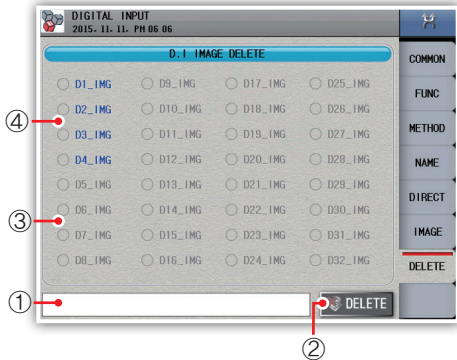 DIGITAL INPUT
2015. 11. 11. PM 06 06
D.I IMAGE DELETE
D1_IMG D9_IMG D17_IMG D25_IMG
D2_IMG D10_IMG D18_IMG D26_IMG
D3_IMG D11_IMG D19_IMG D27_IMG
D4_IMG D12_IMG D20_IMG D28_IMG
D5_IMG D13_IMG D21_IMG D29_IMG
D6_IMG D14_IMG D22_IMG D30_IMG
D7_IMG D15_IMG D23_IMG D31_IMG
D8_IMG D16_IMG D24_IMG D32_IMG
DELETE
COMMON
FUNC
METHOD
NAME
DIRECT
IMAGE
DELETE
④
③
①
②